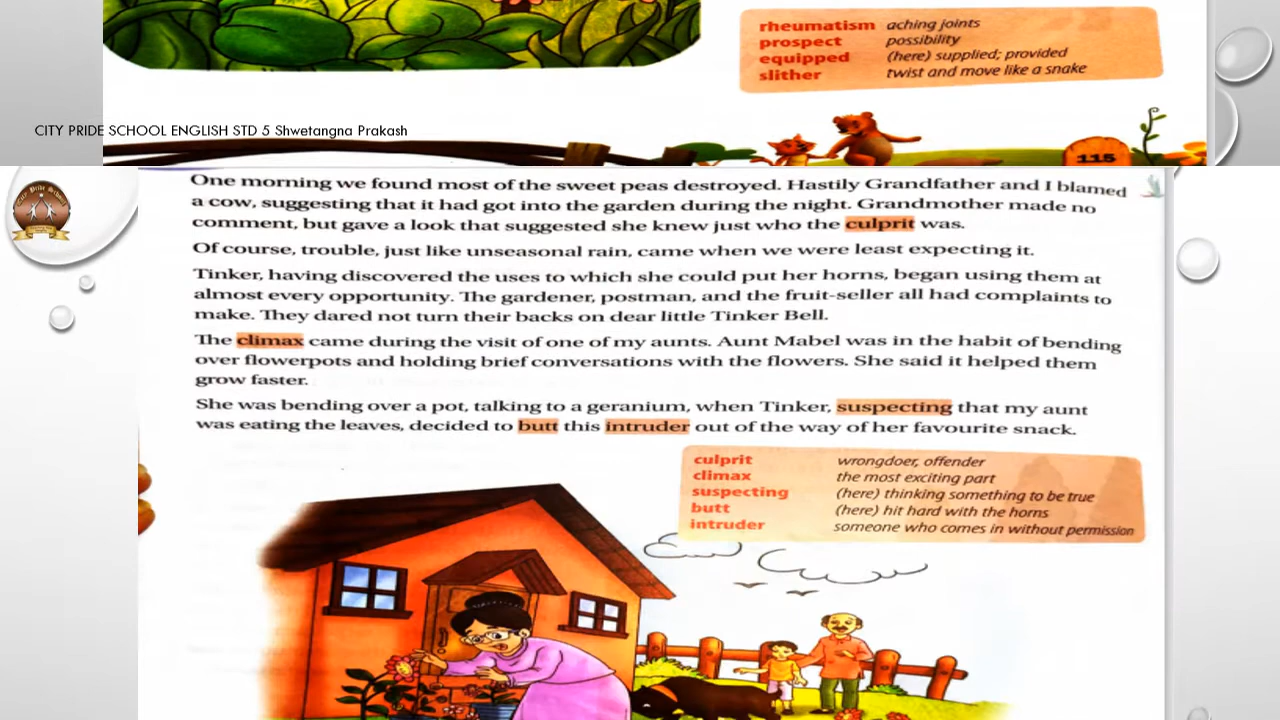 rheumatism aching joints
prospect possibility
equipped (here) supplied; provided
slither twist and move like a snake
CITY PRIDE SCHOOL ENGLISH STD 5 Shwetangna Prakash
115
One morning we found most of the sweet peas destroyed. Hastily Grandfather and I blamed
a cow, suggesting that it had got into the garden during the night. Grandmother made no
comment, but gave a look that suggested she knew just who the culprit was.
Of course, trouble, just like unseasonal rain, came when we were least expecting it.
Tinker, having discovered the uses to which she could put her horns, began using them at
almost every opportunity. The gardener, postman, and the fruit-seller all had complaints to
make. They dared not turn their backs on dear little Tinker Bell.
The climax came during the visit of one of my aunts. Aunt Mabel was in the habit of bending
over flowerpots and holding brief conversations with the flowers. She said it helped them
grow faster.
She was bending over a pot, talking to a geranium, when Tinker, suspecting that my aunt
was eating the leaves, decided to butt this intruder out of the way of her favourite snack.
culprit wrongdoer, offender
climax the most exciting part
suspecting (here) thinking something to be true
butt (here) hit hard with the horns
intruder someone who comes in without permission